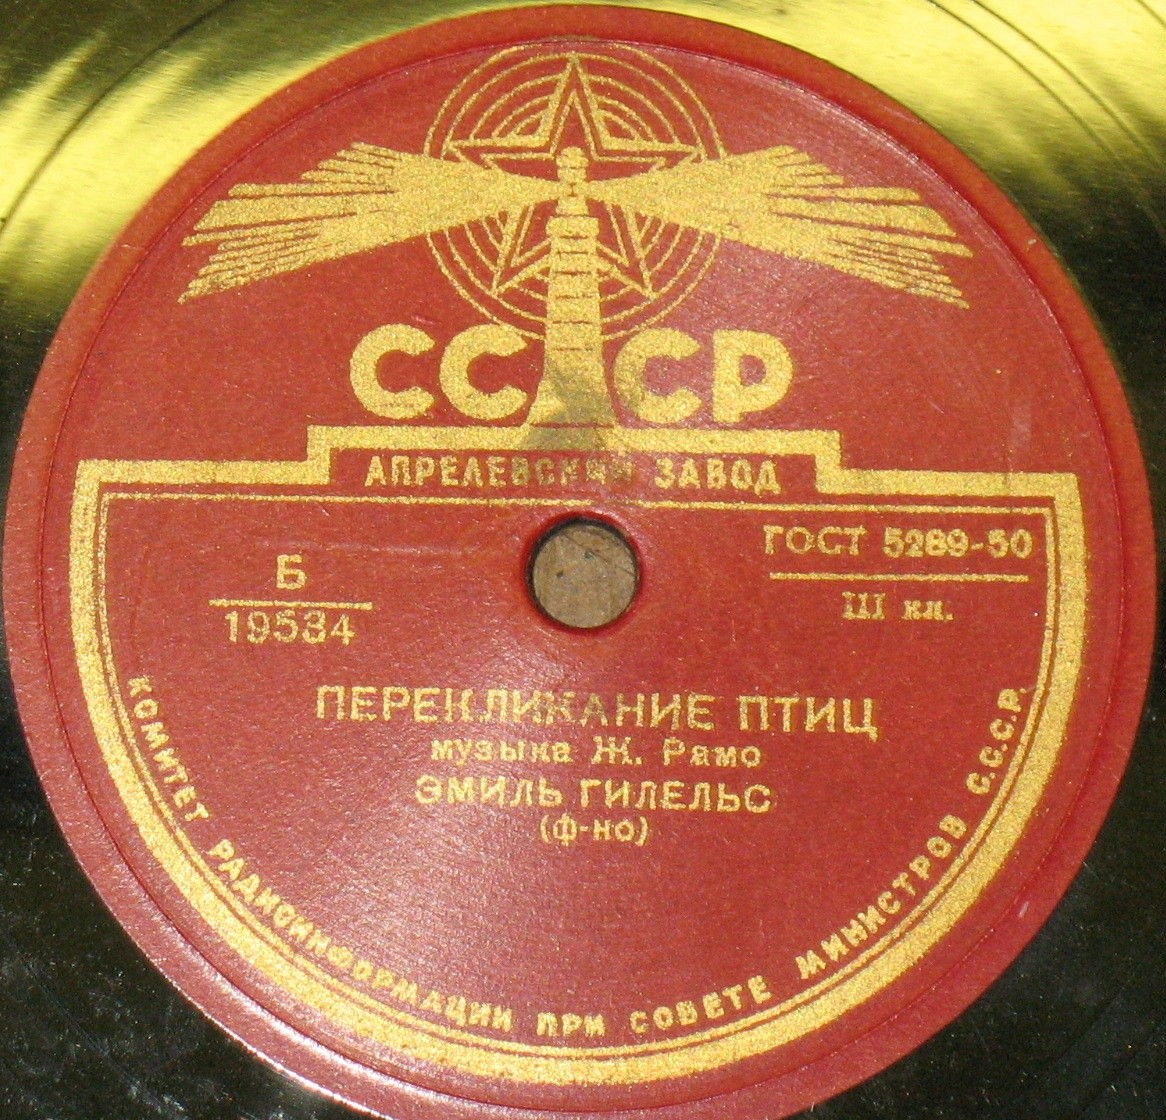 СССР
АПРЕЛЕВСКИЙ ЗАВОД
ГОСТ 5289-50
III кл.
Б
19534
ПЕРЕКЛИКАНИЕ ПТИЦ
музыка Ж. Рамо
ЭМИЛЬ ГИЛЕЛЬС
(ф-но)
КОМИТЕТ РАДИОИНФОРМАЦИИ ПРИ СОВЕТЕ МИНИСТРОВ С.С.С.Р.